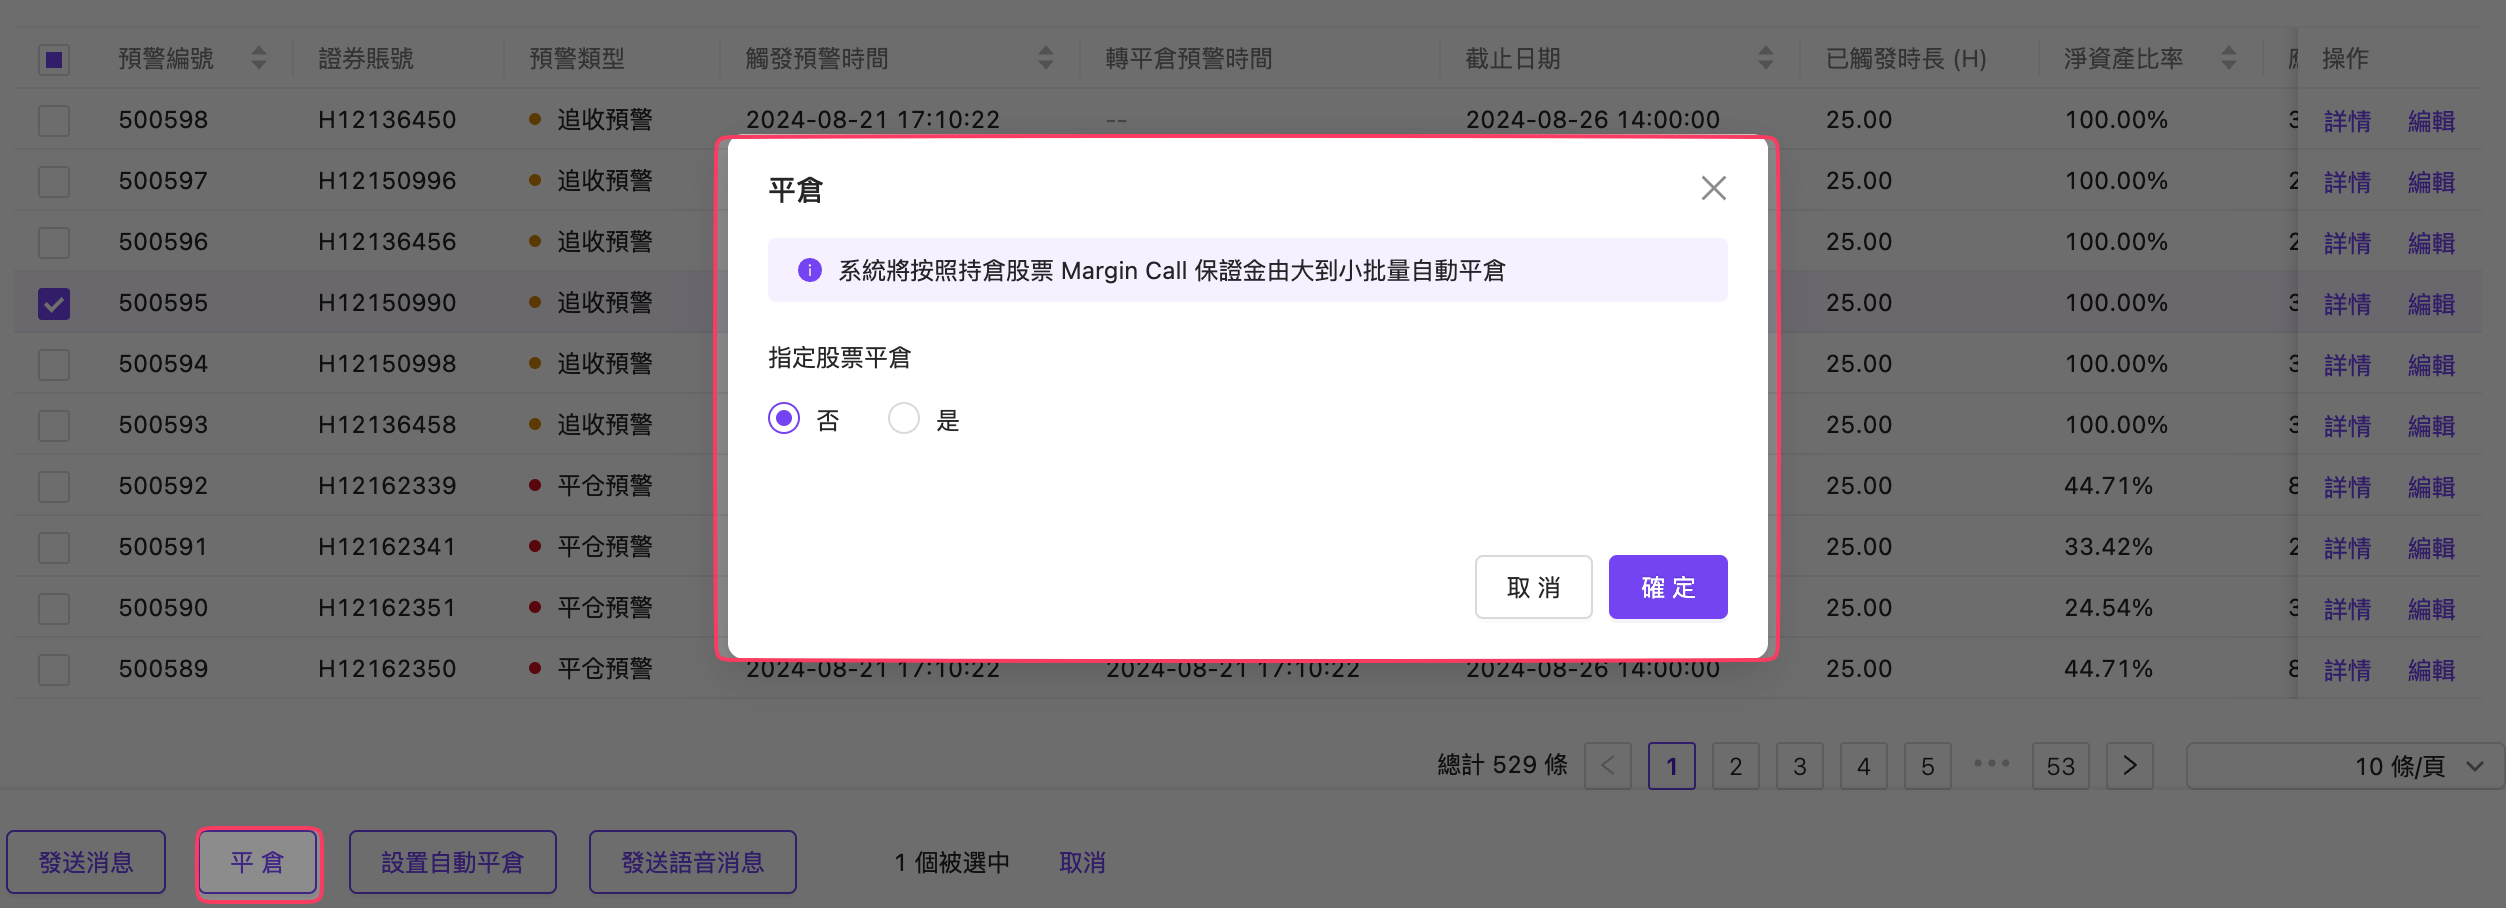 預警編號 證券賬號 預警類型 觸發預警時間 轉平倉預警時間 截止日期 已觸發時長 (H) 淨資產比率 操作
500598 H12136450 追收預警 2024-08-21 17:10:22 -- 2024-08-26 14:00:00 25.00 100.00% 詳情 編輯
500597 H12150996 追收預警 25.00 100.00% 詳情 編輯
500596 H12136456 追收預警 25.00 100.00% 詳情 編輯
500595 H12150990 追收預警 25.00 100.00% 詳情 編輯
500594 H12150998 追收預警 25.00 100.00% 詳情 編輯
500593 H12136458 追收預警 25.00 100.00% 詳情 編輯
500592 H12162339 平仓預警 25.00 44.71% 詳情 編輯
500591 H12162341 平仓預警 25.00 33.42% 詳情 編輯
500590 H12162351 平仓預警 25.00 24.54% 詳情 編輯
500589 H12162350 平仓預警 2024-08-21 17:10:22 2024-08-21 17:10:22 2024-08-26 14:00:00 25.00 44.71% 詳情 編輯
平倉
系統將按照持倉股票 Margin Call 保證金由大到小批量自動平倉
指定股票平倉
否 是
取 消 確 定
總計 529 條 1 2 3 4 5 ••• 53 10 條/頁
發送消息 平 倉 設置自動平倉 發送語音消息 1 個被選中 取消